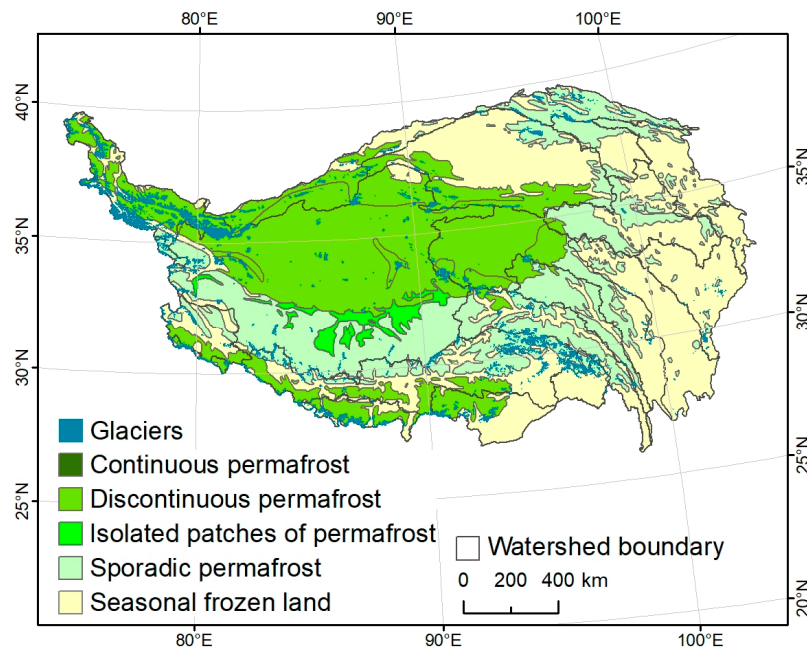 80°E 90°E 100°E
40°N
35°N
35°N
30°N
30°N
25°N
25°N
20°N
Glaciers
Continuous permafrost
Discontinuous permafrost
Isolated patches of permafrost
Sporadic permafrost
Seasonal frozen land
Watershed boundary
0 200 400 km
80°E 90°E 100°E